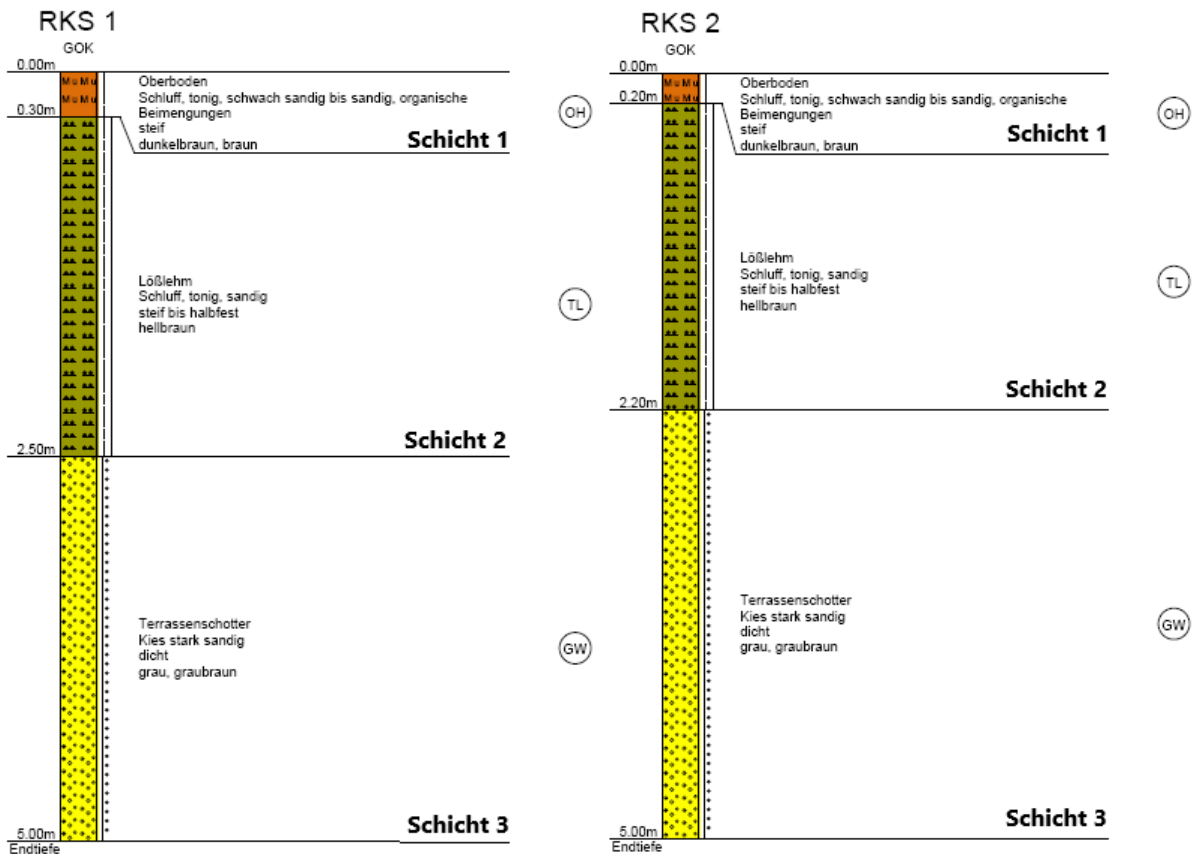 RKS 1
GOK
0.00m
Mu Mu
Mu Mu
0.30m
Oberboden
Schluff, tonig, schwach sandig bis sandig, organische
Beimengungen
steif
dunkelbraun, braun
Schicht 1
OH
Lößlehm
Schluff, tonig, sandig
steif bis halbfest
hellbraun
TL
Schicht 2
2.50m
Terrassenschotter
Kies stark sandig
dicht
grau, graubraun
GW
Schicht 3
5.00m
Endtiefe
RKS 2
GOK
0.00m
Mu Mu
Mu Mu
0.20m
Oberboden
Schluff, tonig, schwach sandig bis sandig, organische
Beimengungen
steif
dunkelbraun, braun
Schicht 1
OH
Lößlehm
Schluff, tonig, sandig
steif bis halbfest
hellbraun
TL
Schicht 2
2.20m
Terrassenschotter
Kies stark sandig
dicht
grau, graubraun
GW
Schicht 3
5.00m
Endtiefe